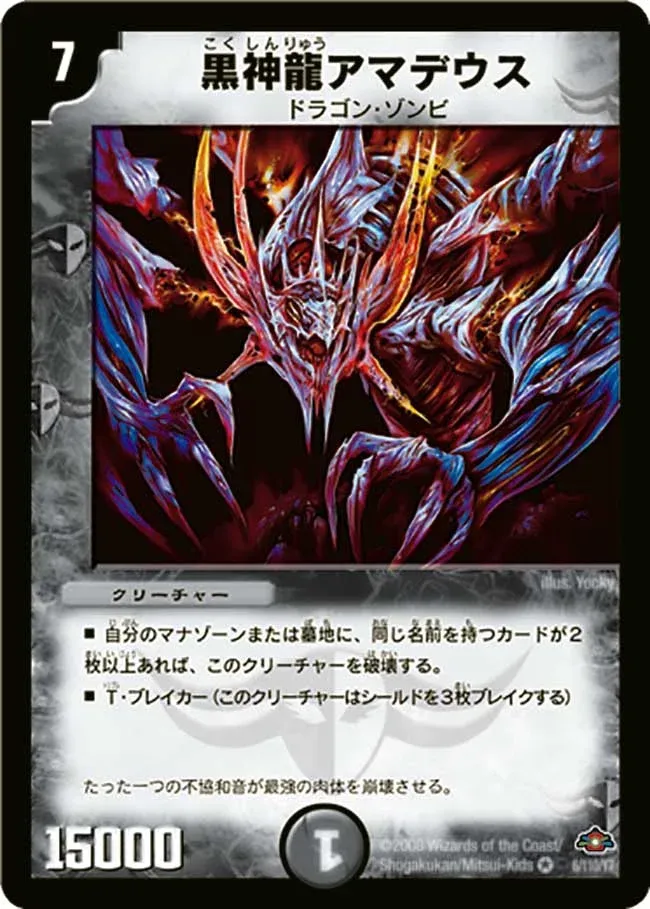 7
こくしんりゅう
黒神龍アマデウス
ドラゴン・ゾンビ
illus. Yocky
クリーチャー
■ 自分のマナゾーンまたは墓地に、同じ名前を持つカードが2
枚以上あれば、このクリーチャーを破壊する。
■ T・ブレイカー(このクリーチャーはシールドを3枚ブレイクする)
たった一つの不協和音が最強の肉体を崩壊させる。
15000
1
©2008 Wizards of the Coast/
Shogakukan/Mitsui-Kids
6/110/Y7